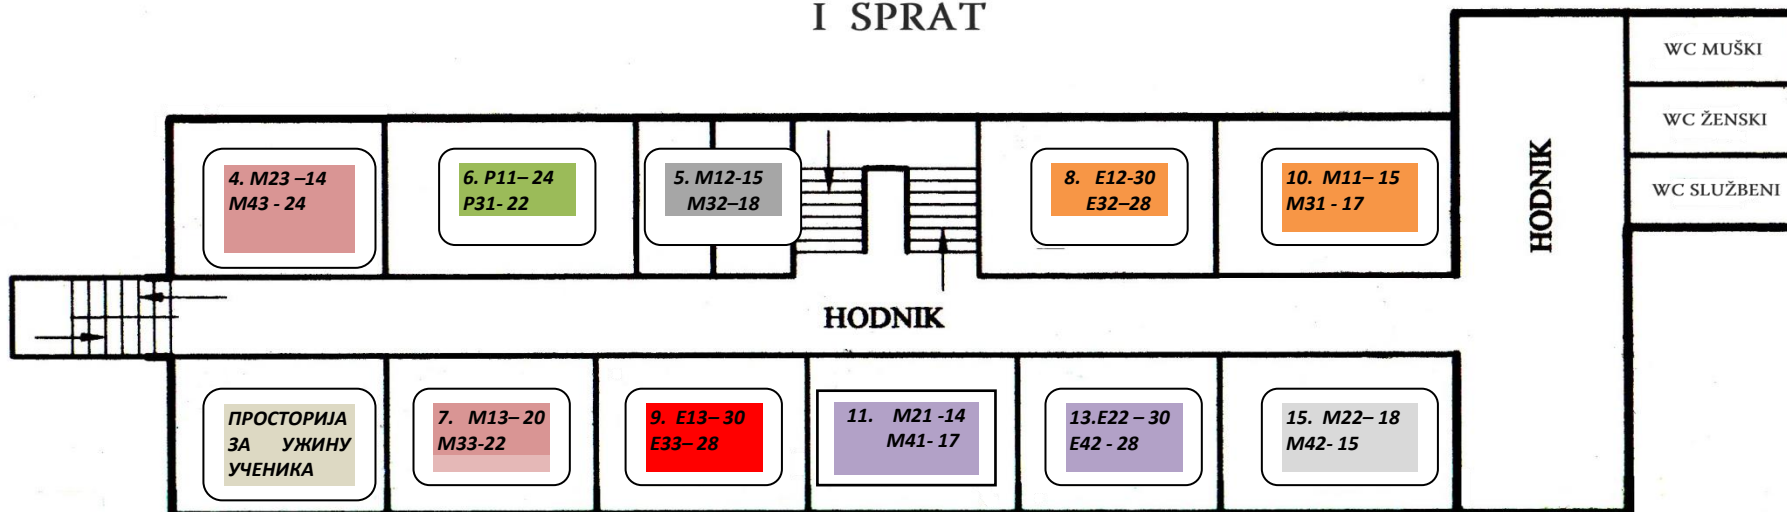 I SPRAT
WC MUŠKI
WC ŽENSKI
WC SLUŽBENI
HODNIK
4. M23 –14
M43 - 24
6. P11– 24
P31- 22
5. M12-15
M32–18
8. E12-30
E32–28
10. M11– 15
M31 - 17
HODNIK
ПРОСТОРИЈА
ЗА УЖИНУ
УЧЕНИКА
7. M13– 20
M33-22
9. E13– 30
E33– 28
11. M21 -14
M41- 17
13.E22 – 30
E42 - 28
15. M22– 18
M42- 15